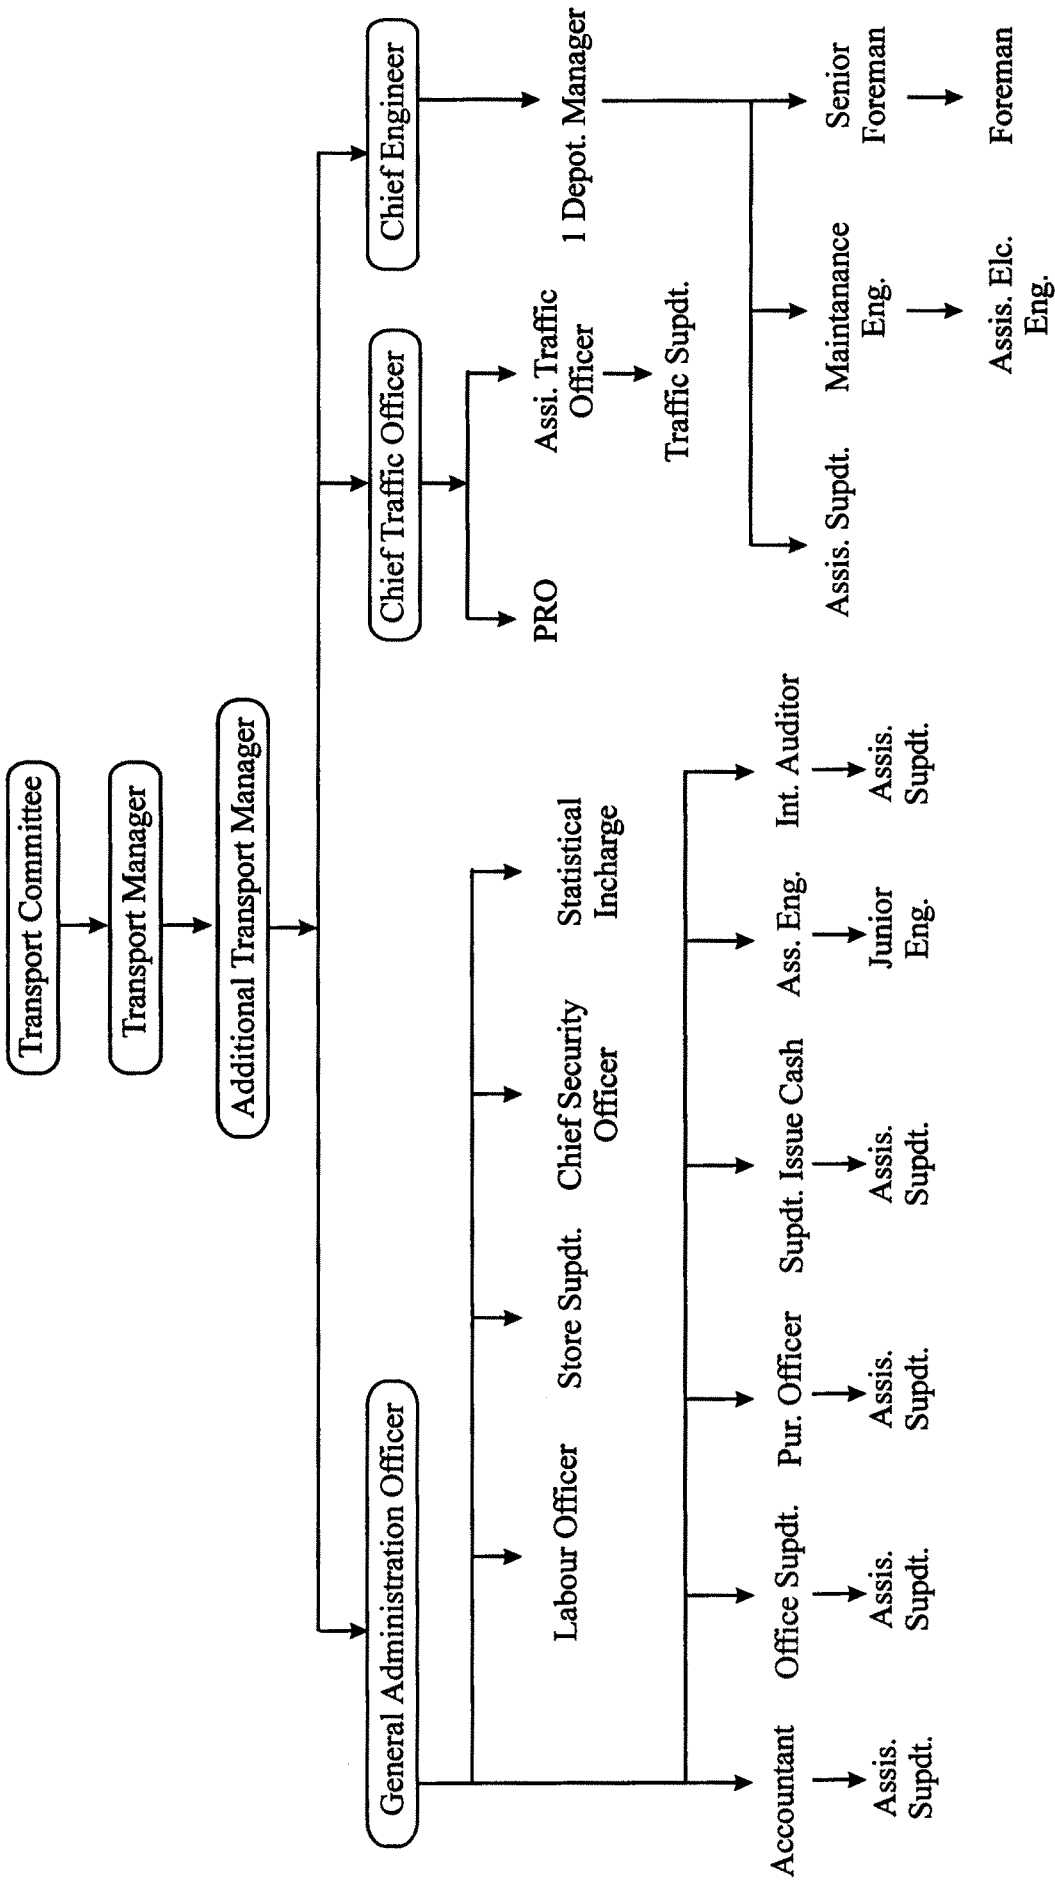 Transport Committee
Transport Manager
Additional Transport Manager
General Administration Officer
Chief Traffic Officer
Chief Engineer
Labour Officer
Store Supdt.
Chief Security
Officer
Statistical
Incharge
PRO
Assi. Traffic
Officer
1 Depot. Manager
Traffic Supdt.
Accountant
Office Supdt.
Pur. Officer
Supdt. Issue Cash
Ass. Eng.
Int. Auditor
Assis. Supdt.
Maintanance
Eng.
Senior
Foreman
Assis.
Supdt.
Assis.
Supdt.
Assis.
Supdt.
Assis.
Supdt.
Junior
Eng.
Assis.
Supdt.
Assis. Elc.
Eng.
Foreman